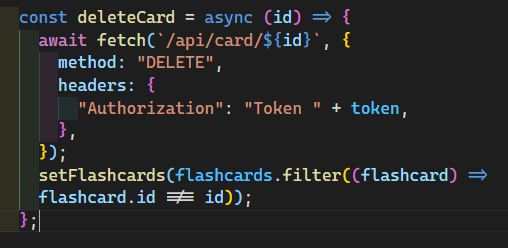 const deleteCard = async (id) => {
await fetch(`/api/card/${id}`, {
method: "DELETE",
headers: {
"Authorization": "Token " + token,
},
});
setFlashcards(flashcards.filter((flashcard) =>
flashcard.id !== id));
};